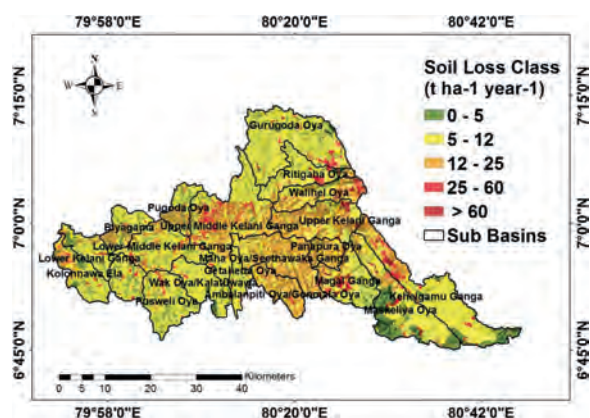 79°58'0"E 80°20'0"E 80°42'0"E
7°15'0"N
7°0'0"N
6°45'0"N
N
W E
S
Soil Loss Class
(t ha-1 year-1)
0 - 5
5 - 12
12 - 25
25 - 60
> 60
Sub Basins
Gurugoda Oya
Ritigaha Oya
Walihel Oya
Pugoda Oya
Upper Kelani Ganga
Biyagama
Upper Middle Kelani Ganga
Lower Middle Kelani Ganga
Panapura Oya
Lower Kelani Ganga
Maha Oya/Seethawaka Ganga
Kolonnawa Ela
Getaketta Oya
Wak Oya/Kalatuwawa
Magal Ganga
Ambalanpiti Oya/Gonmala Oya
Kehelgamu Ganga
Pusweli Oya
Maskeliya Oya
0 5 10 20 30 40
Kilometers
7°15'0"N
7°0'0"N
6°45'0"N
79°58'0"E 80°20'0"E 80°42'0"E